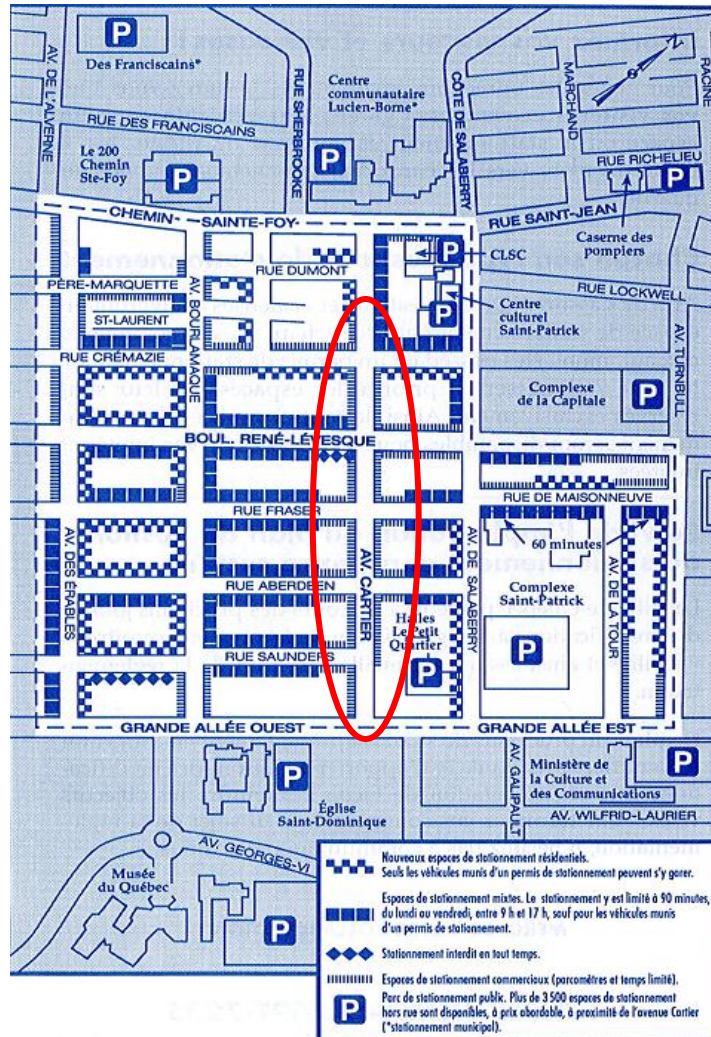 P
Des Franciscains*
AV. DE L'ALVERNE
RUE DES FRANCISCAINS
RUE SHERBROOKE
Centre
communautaire
Lucien-Borne*
P
CÔTE DE SALABERRY
MARCHAND
RACINE
N
Le 200
Chemin
Ste-Foy
P
RUE RICHELIEU
P
CHEMIN SAINTE-FOY
RUE SAINT-JEAN
Caserne des
pompiers
RUE DUMONT
P
CLSC
PÈRE-MARQUETTE
AV. BOURLAMAQUE
ST-LAURENT
P
Centre
culturel
Saint-Patrick
RUE LOCKWELL
AV. TURNBULL
RUE CRÉMAZIE
Complexe
de la Capitale
P
BOUL. RENÉ-LÉVESQUE
RUE FRASER
RUE DE MAISONNEUVE
AV. DES ÉRABLES
AV. CARTIER
AV. DE SALABERRY
60 minutes
AV. DE LA TOUR
RUE ABERDEEN
Complexe
Saint-Patrick
P
Halles
Le Petit
Quartier
P
RUE SAUNDERS
GRANDE ALLÉE OUEST
GRANDE ALLÉE EST
P
Église
Saint-Dominique
AV. GALIPAULT
Ministère de
la Culture et
des Communications
P
AV. WILFRID-LAURIER
AV. GEORGES-VI
Musée
du Québec
P
Nouveaux espaces de stationnement résidentiels.
Seuls les véhicules munis d'un permis de stationnement peuvent s'y garer.
Espaces de stationnement mixtes. Le stationnement y est limité à 90 minutes,
du lundi au vendredi, entre 9 h et 17 h, sauf pour les véhicules munis
d'un permis de stationnement.
Stationnement interdit en tout temps.
Espaces de stationnement commerciaux (parcomètres et temps limité).
P
Parc de stationnement public. Plus de 3 500 espaces de stationnement
hors rue sont disponibles, à prix abordable, à proximité de l'avenue Cartier
(*stationnement municipal).